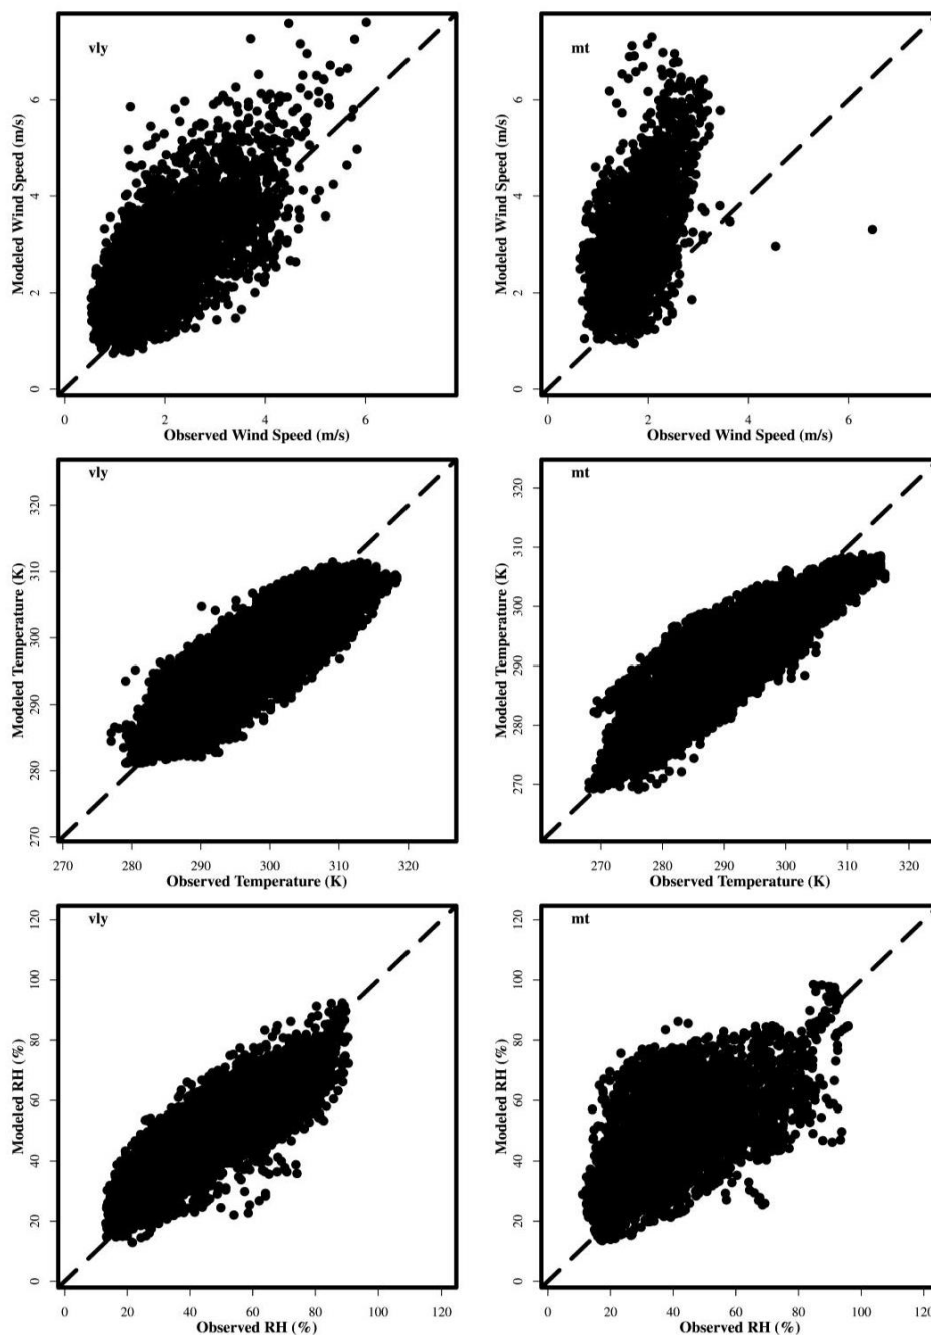 vly
Modeled Wind Speed (m/s)
0 2 4 6
0 2 4 6
Observed Wind Speed (m/s)
mt
Modeled Wind Speed (m/s)
0 2 4 6
0 2 4 6
Observed Wind Speed (m/s)
vly
Modeled Temperature (K)
270 280 290 300 310 320
270 280 290 300 310 320
Observed Temperature (K)
mt
Modeled Temperature (K)
270 280 290 300 310 320
270 280 290 300 310 320
Observed Temperature (K)
vly
Modeled RH (%)
0 20 40 60 80 100 120
0 20 40 60 80 100 120
Observed RH (%)
mt
Modeled RH (%)
0 20 40 60 80 100 120
0 20 40 60 80 100
Observed RH (%)